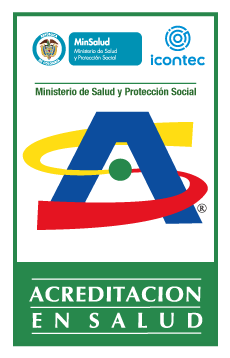 MinSalud
Ministerio de Salud
y Protección Social
icontec
Ministerio de Salud y Protección Social
®
ACREDITACION
EN SALUD